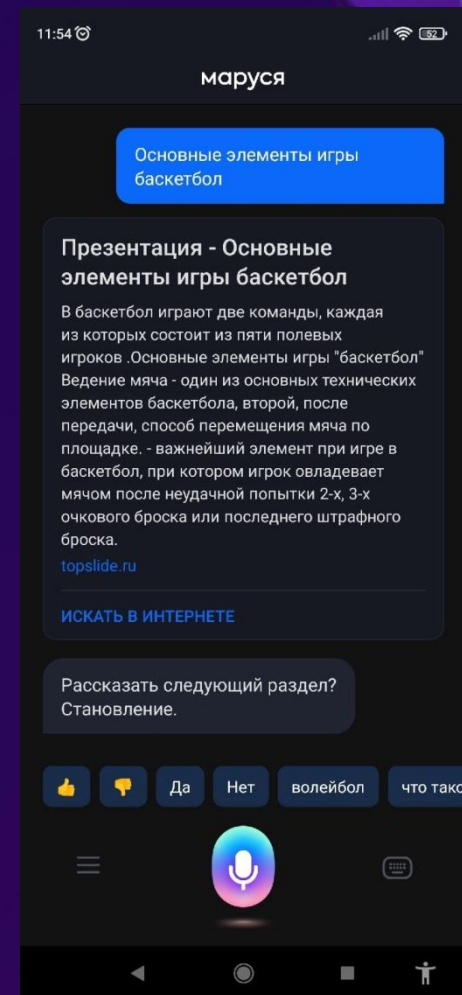 11:54
52
маруся
Основные элементы игры
баскетбол
Презентация - Основные
элементы игры баскетбол
В баскетбол играют две команды, каждая
из которых состоит из пяти полевых
игроков .Основные элементы игры "баскетбол"
Ведение мяча - один из основных технических
элементов баскетбола, второй, после
передачи, способ перемещения мяча по
площадке. - важнейший элемент при игре в
баскетбол, при котором игрок овладевает
мячом после неудачной попытки 2-х, 3-х
очкового броска или последнего штрафного
броска.
topslide.ru
ИСКАТЬ В ИНТЕРНЕТЕ
Рассказать следующий раздел?
Становление.
Да Нет волейбол что тако